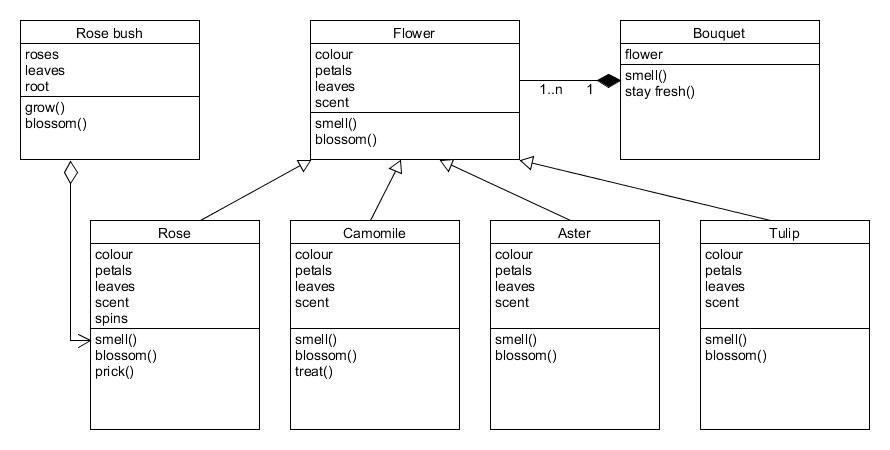 Rose bush
roses
leaves
root
grow()
blossom()
Flower
colour
petals
leaves
scent
smell()
blossom()
1..n
1
Bouquet
flower
smell()
stay fresh()
Rose
colour
petals
leaves
scent
spins
smell()
blossom()
prick()
Camomile
colour
petals
leaves
scent
smell()
blossom()
treat()
Aster
colour
petals
leaves
scent
smell()
blossom()
Tulip
colour
petals
leaves
scent
smell()
blossom()